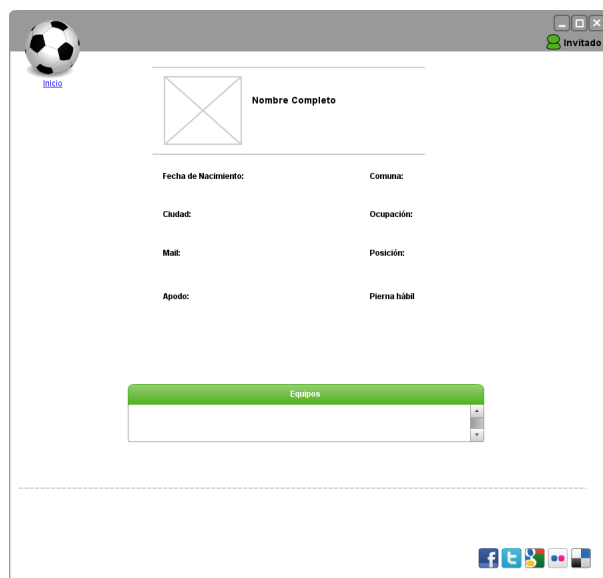 Invitado
Inicio
Nombre Completo
Fecha de Nacimiento:
Comuna:
Ciudad:
Ocupación:
Mail:
Posición:
Apodo:
Pierna hábil
Equipos